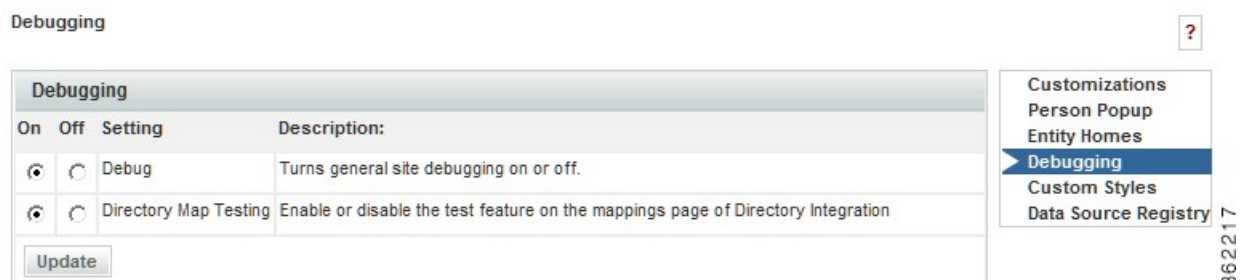 Debugging
?
Debugging
On Off Setting Description:
Debug Turns general site debugging on or off.
Directory Map Testing Enable or disable the test feature on the mappings page of Directory Integration
Update
Customizations
Person Popup
Entity Homes
Debugging
Custom Styles
Data Source Registry
362217